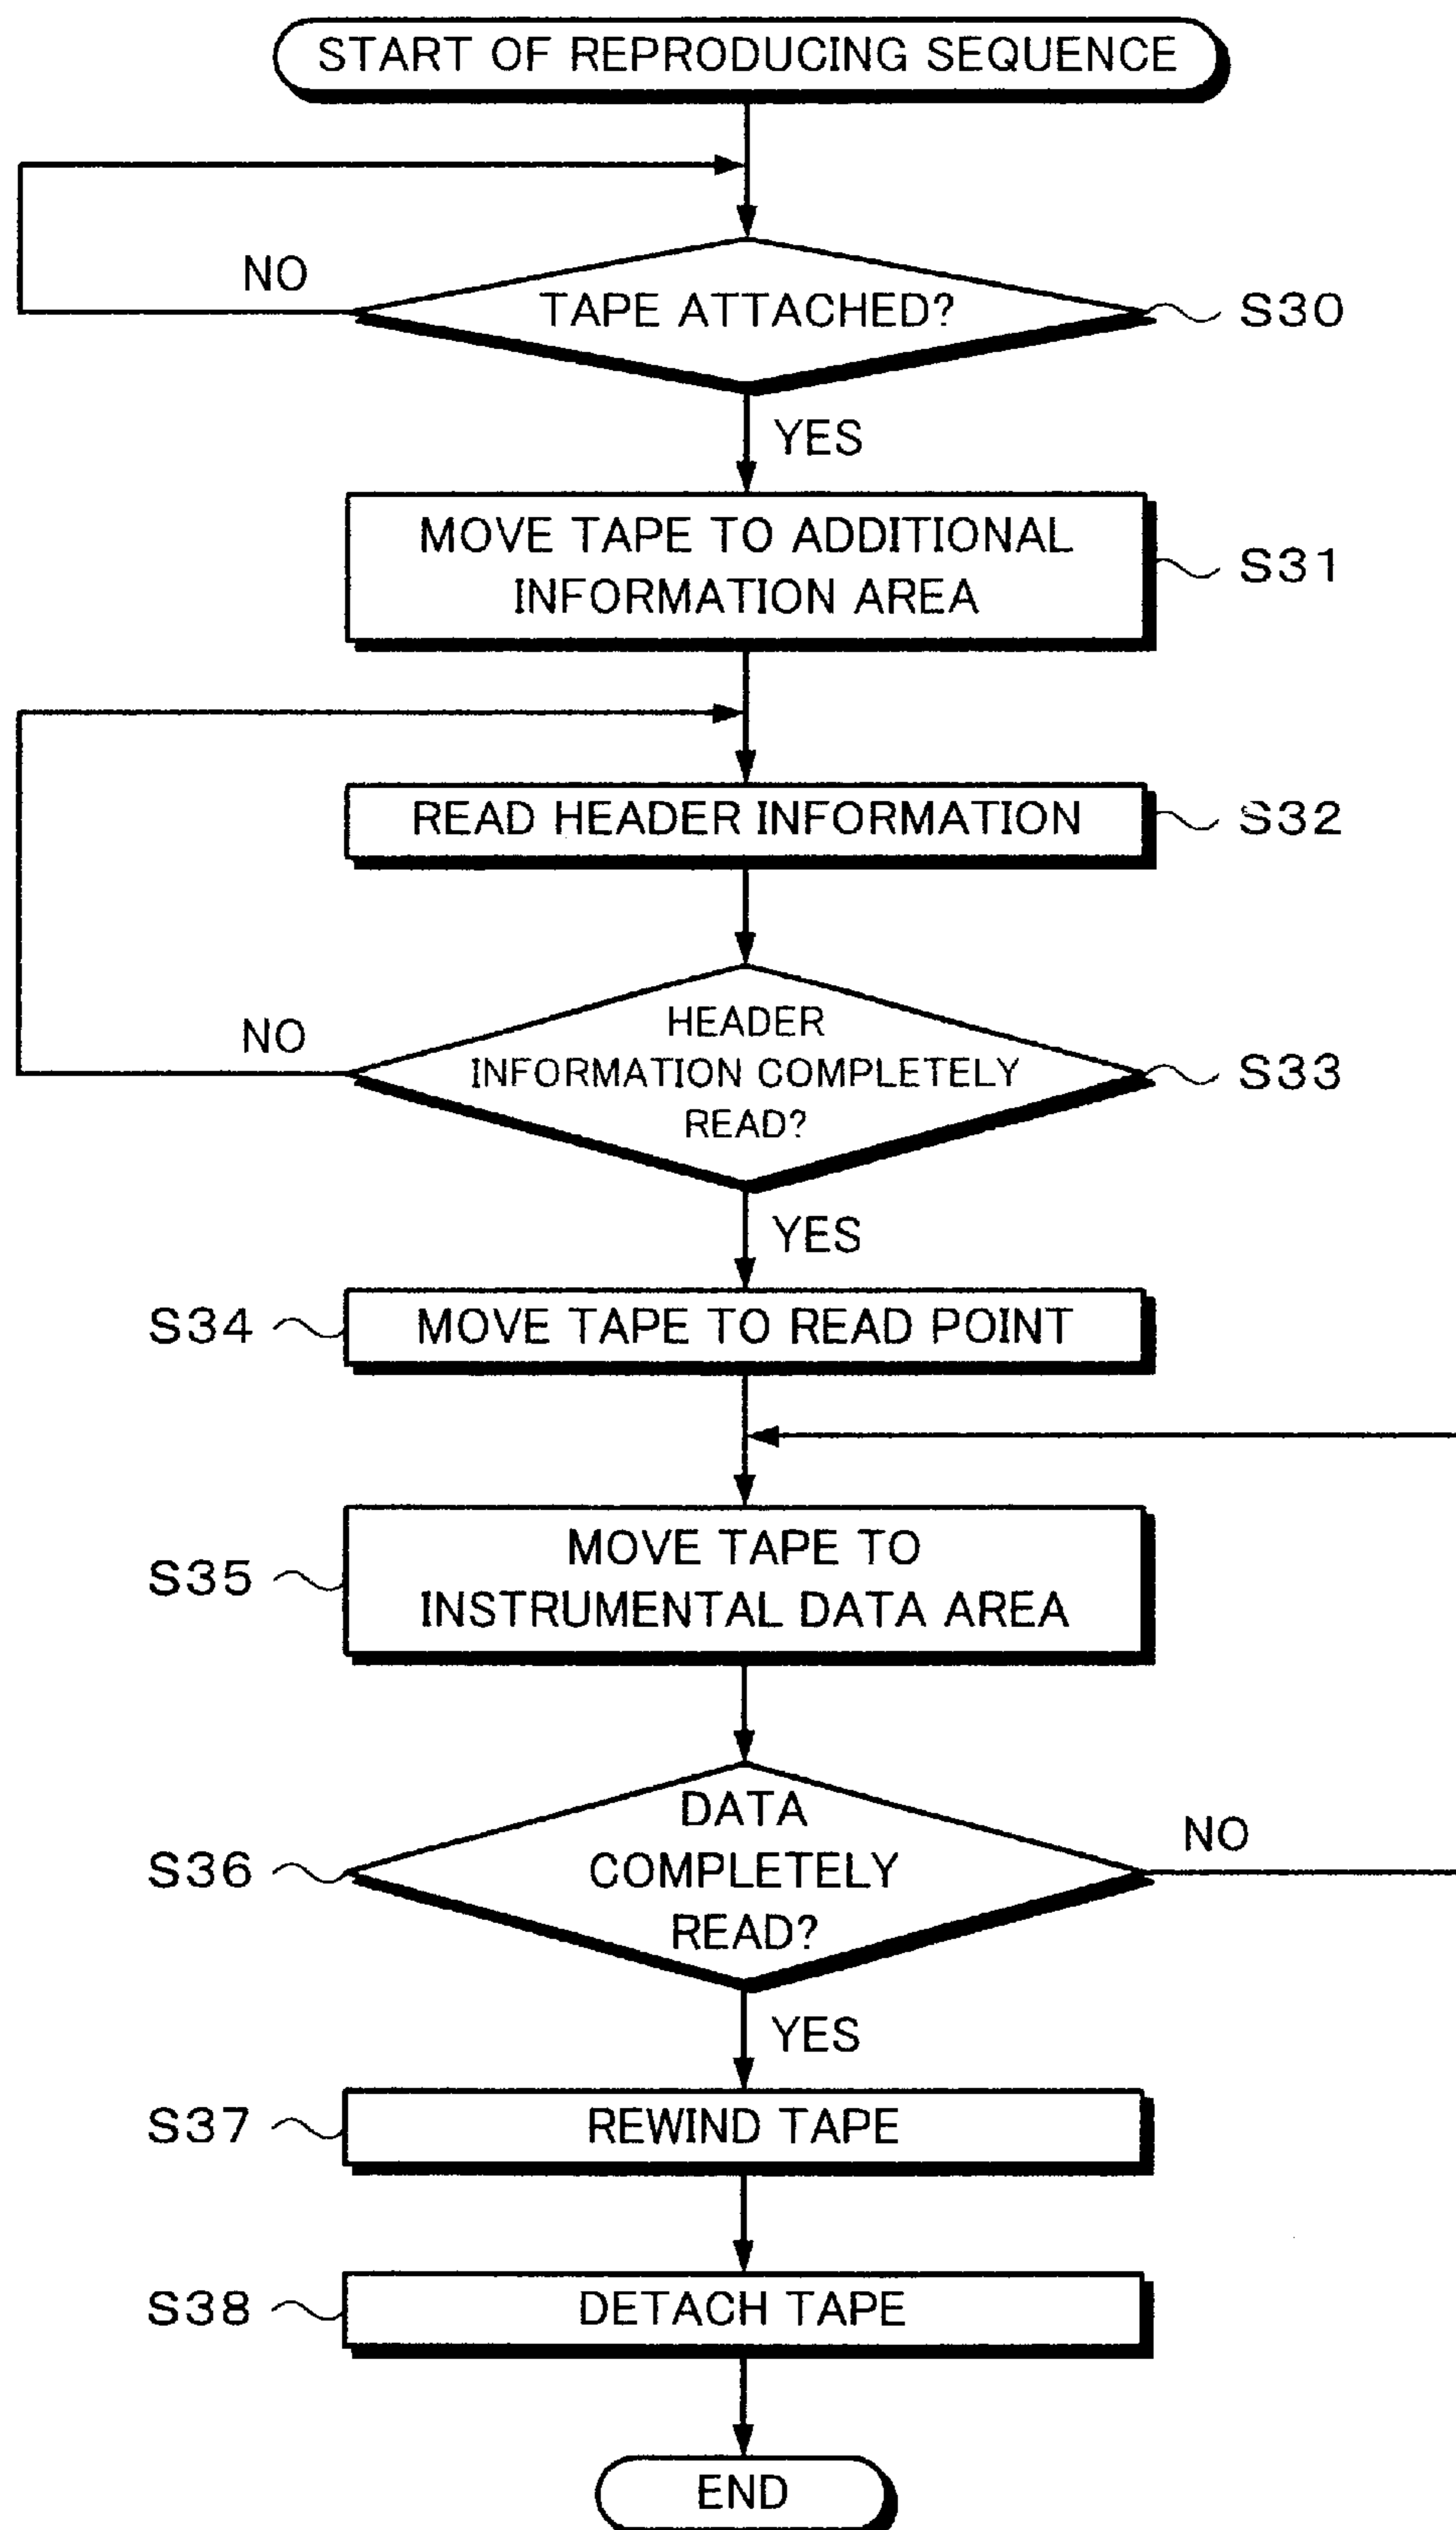 START OF REPRODUCING SEQUENCE
NO
TAPE ATTACHED?
S30
YES
MOVE TAPE TO ADDITIONAL
INFORMATION AREA
S31
READ HEADER INFORMATION
S32
NO
HEADER
INFORMATION COMPLETELY
READ?
S33
YES
S34
MOVE TAPE TO READ POINT
S35
MOVE TAPE TO
INSTRUMENTAL DATA AREA
S36
DATA
COMPLETELY
READ?
NO
YES
S37
REWIND TAPE
S38
DETACH TAPE
END